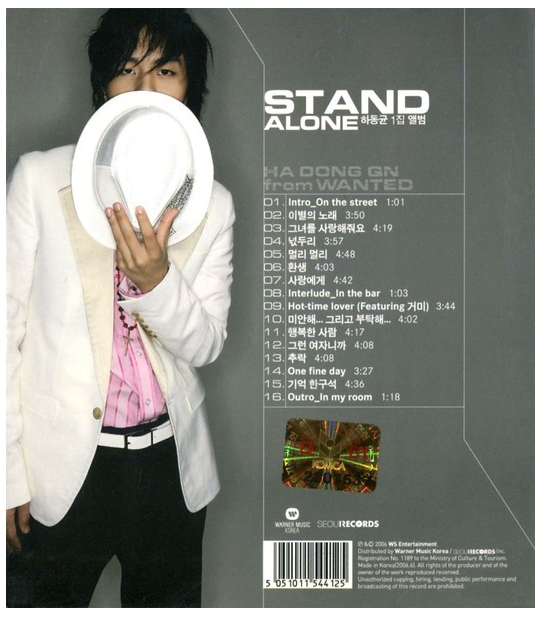 STAND
ALONE 하동균 1집 앨범
HA DONG QN
from WANTED
01. Intro_On the street 1:01
02. 이별의 노래 3:50
03. 그녀를 사랑해줘요 4:19
04. 넋두리 3:57
05. 멀리 멀리 4:48
06. 환생 4:03
07. 사랑에게 4:42
08. Interlude_In the bar 1:03
09. Hot-time lover (Featuring 거미) 3:44
10. 미안해... 그리고 부탁해... 4:02
11. 행복한 사람 4:17
12. 그런 여자니까 4:08
13. 추락 4:08
14. One fine day 3:27
15. 기억 한구석 4:36
16. Outro_In my room 1:18
WARNER MUSIC
KOREA
SEOULRECORDS
℗&© 2006 WS Entertainment.
Distributed by Warner Music Korea / SEOULRECORDS Inc.
Registration No. 1189 to the Ministry of Culture & Tourism.
Made in Korea(2006.6). All rights of the producer and of the
owner of the work reproduced reserved.
Unauthorized copying, hiring, lending, public performance and
broadcasting of this record are prohibited.
5 051011 544125